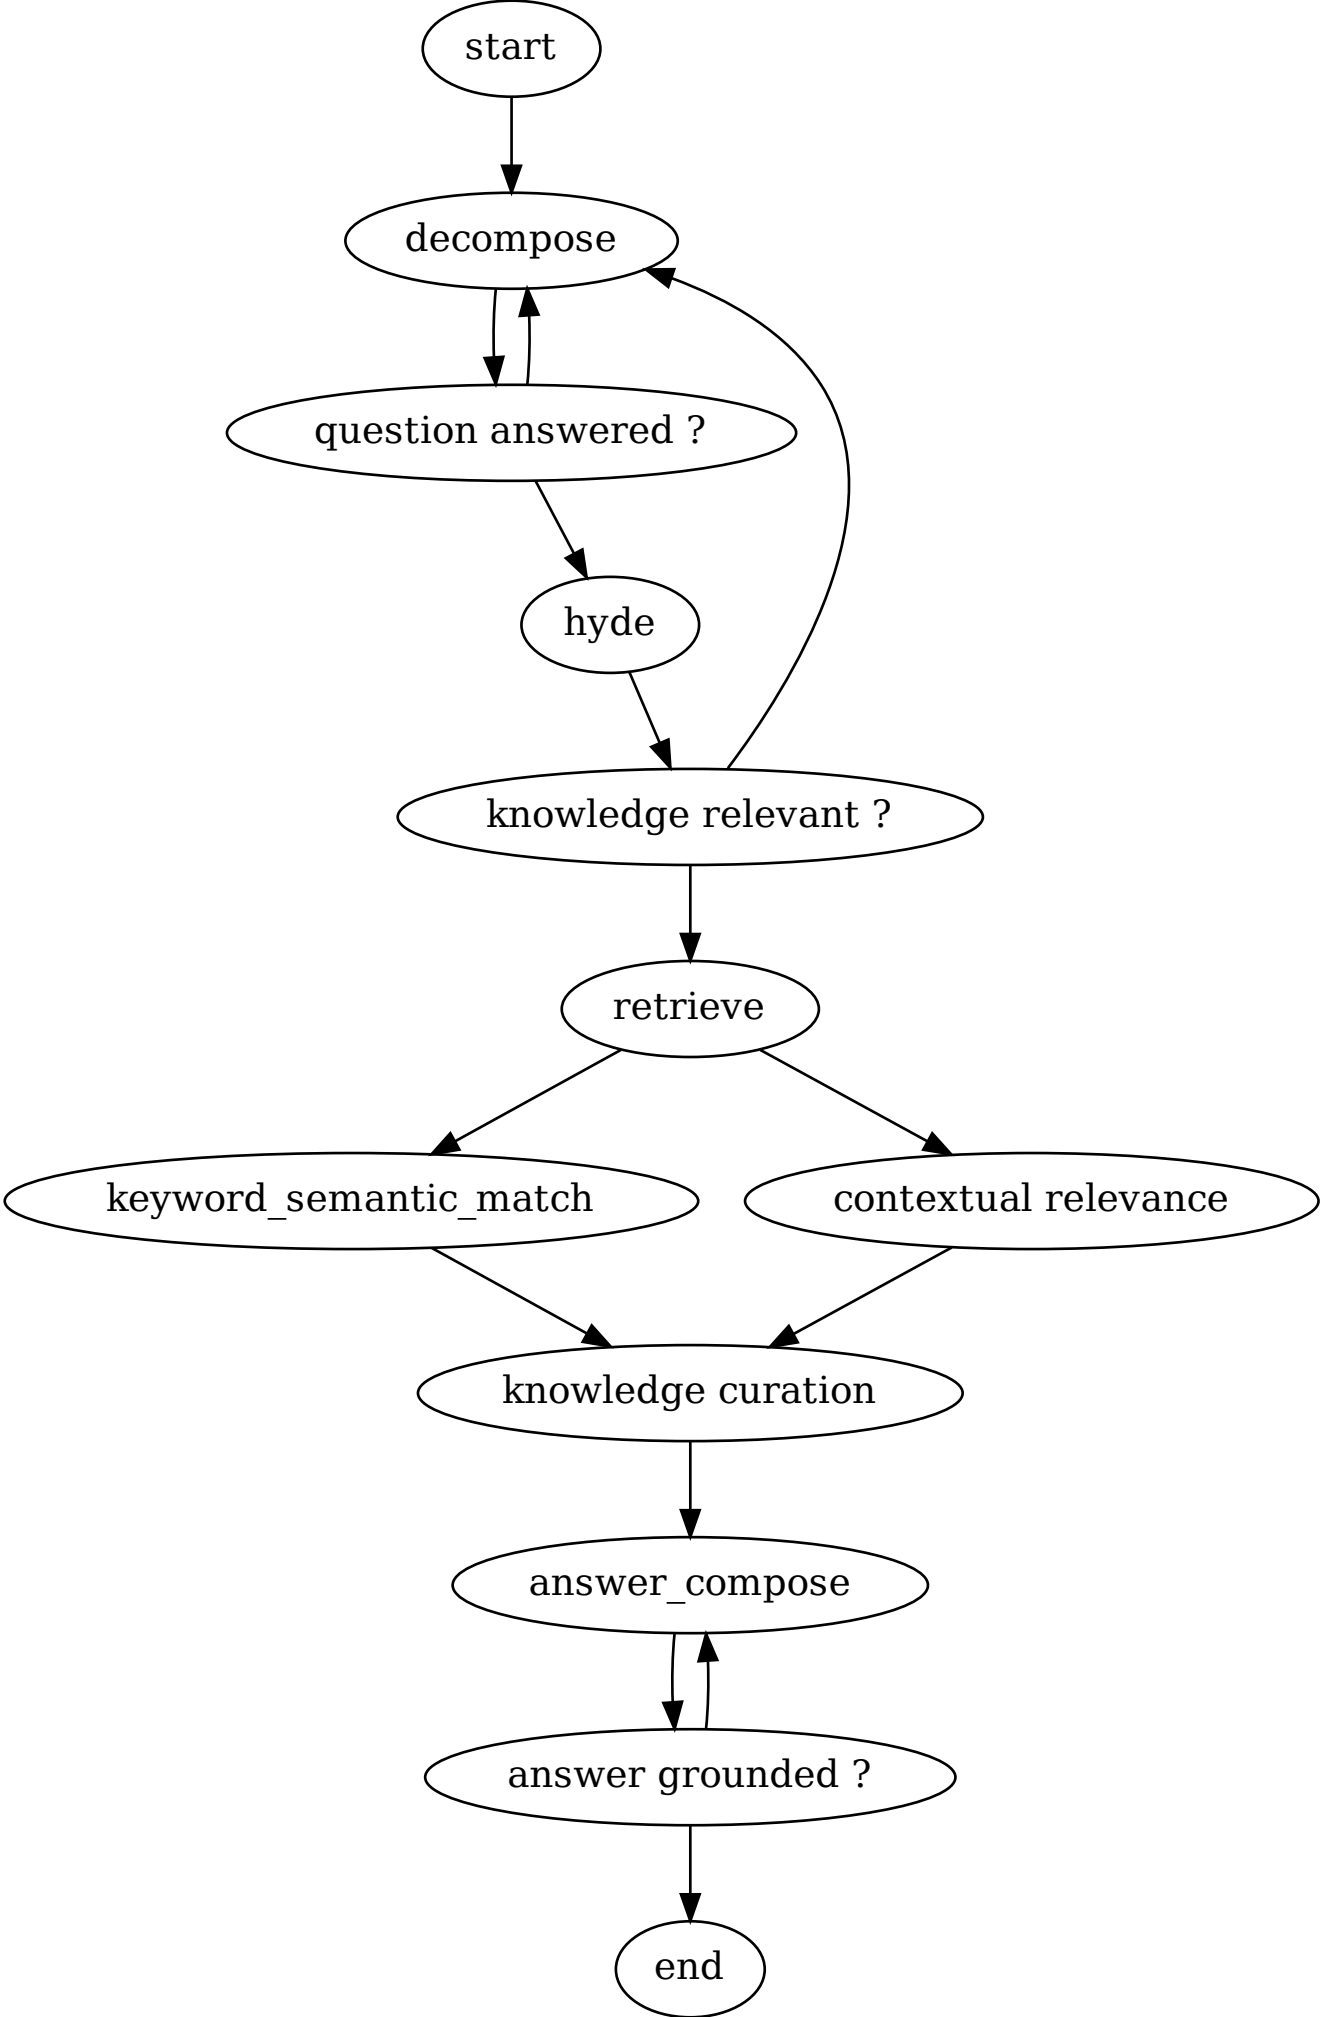 start
decompose
question answered ?
hyde
knowledge relevant ?
retrieve
keyword_semantic_match
contextual relevance
knowledge curation
answer_compose
answer grounded ?
end